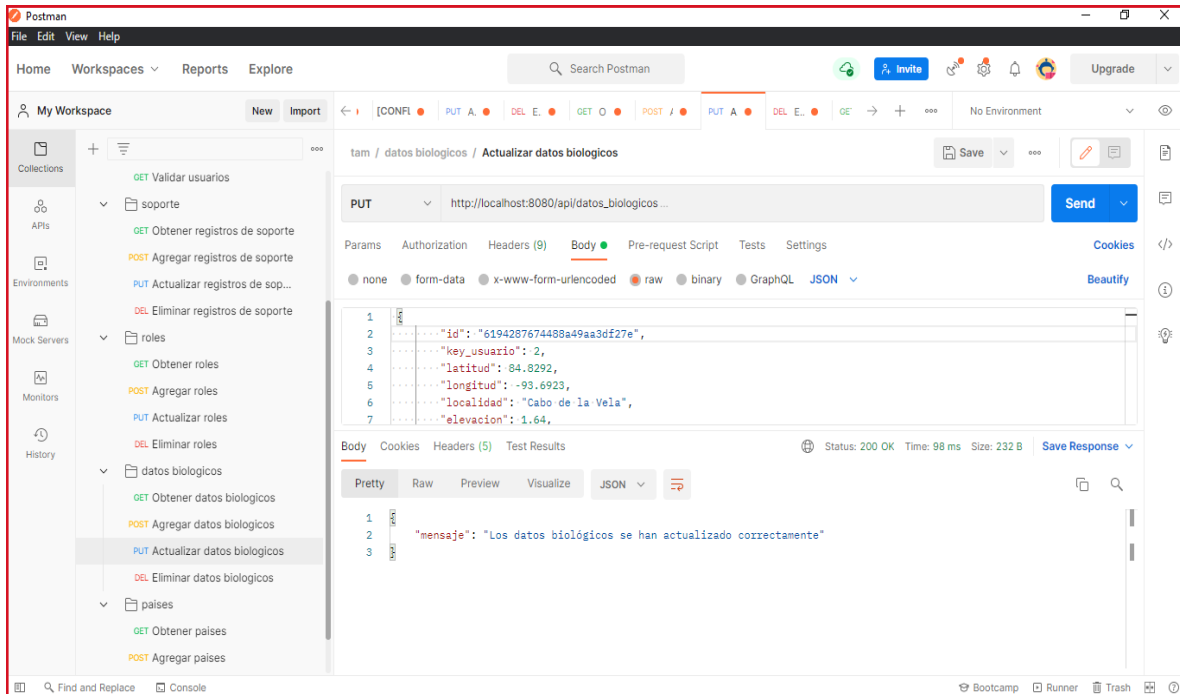 Postman
File Edit View Help
Home Workspaces Reports Explore
Search Postman
Invite
Upgrade
My Workspace
New Import
[CONFL
PUT A.
DEL E.
GET O
POST
PUT A
DEL E..
GE
No Environment
Collections
APIs
Environments
Mock Servers
Monitors
History
GET Validar usuarios
soporte
GET Obtener registros de soporte
POST Agregar registros de soporte
PUT Actualizar registros de sop...
DEL Eliminar registros de soporte
roles
GET Obtener roles
POST Agregar roles
PUT Actualizar roles
DEL Eliminar roles
datos biologicos
GET Obtener datos biologicos
POST Agregar datos biologicos
PUT Actualizar datos biologicos
DEL Eliminar datos biologicos
paises
GET Obtener paises
POST Agregar paises
tam / datos biologicos / Actualizar datos biologicos
Save
PUT
http://localhost:8080/api/datos_biologicos ...
Send
Params Authorization Headers (9) Body Pre-request Script Tests Settings
Cookies
none form-data x-www-form-urlencoded raw binary GraphQL JSON
Beautify
1 {
2 "id": "6194287674488a49aa3df27e",
3 "key_usuario": 2,
4 "latitud": 84.8292,
5 "longitud": -93.6923,
6 "localidad": "Cabo de la Vela",
7 "elevacion": 1.64,
Body Cookies Headers (5) Test Results
Status: 200 OK Time: 98 ms Size: 232 B
Save Response
Pretty Raw Preview Visualize JSON
1 {
2 "mensaje": "Los datos biológicos se han actualizado correctamente"
3 }
Find and Replace
Console
Bootcamp
Runner
Trash